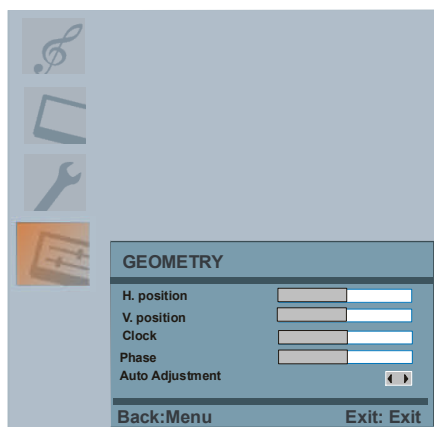 GEOMETRY
H. position
V. position
Clock
Phase
Auto Adjustment
Back:Menu Exit: Exit